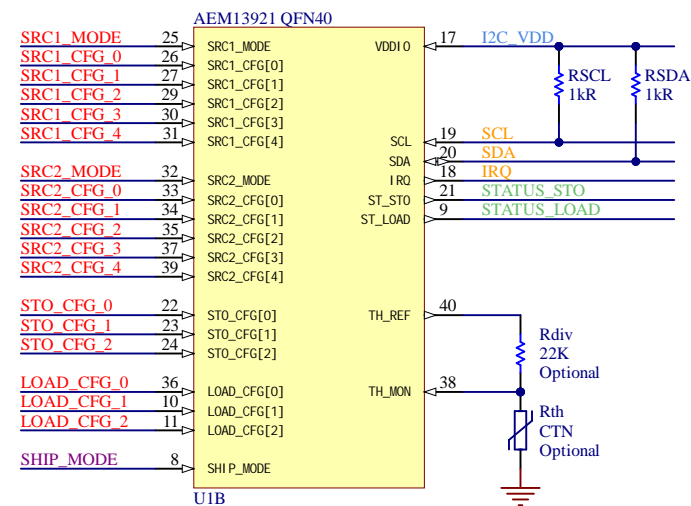 AEM13921 QFN40
SRC1_MODE 25 SRC1_MODE VDDIO 17 I2C_VDD
SRC1_CFG_0 26 SRC1_CFG[0]
SRC1_CFG_1 27 SRC1_CFG[1] RSCL RSDA
SRC1_CFG_2 29 SRC1_CFG[2] 1kR 1kR
SRC1_CFG_3 30 SRC1_CFG[3]
SRC1_CFG_4 31 SRC1_CFG[4] SCL 19 SCL
SDA 20 SDA
SRC2_MODE 32 SRC2_MODE IRQ 18 IRQ
SRC2_CFG_0 33 SRC2_CFG[0] ST_STO 21 STATUS_STO
SRC2_CFG_1 34 SRC2_CFG[1] ST_LOAD 9 STATUS_LOAD
SRC2_CFG_2 35 SRC2_CFG[2]
SRC2_CFG_3 37 SRC2_CFG[3]
SRC2_CFG_4 39 SRC2_CFG[4]
STO_CFG_0 22 STO_CFG[0] TH_REF 40
STO_CFG_1 23 STO_CFG[1] Rdiv
STO_CFG_2 24 STO_CFG[2] 22K
Optional
LOAD_CFG_0 36 LOAD_CFG[0] TH_MON 38
LOAD_CFG_1 10 LOAD_CFG[1] Rth
LOAD_CFG_2 11 LOAD_CFG[2] CTN
Optional
SHIP_MODE 8 SHIP_MODE
U1B